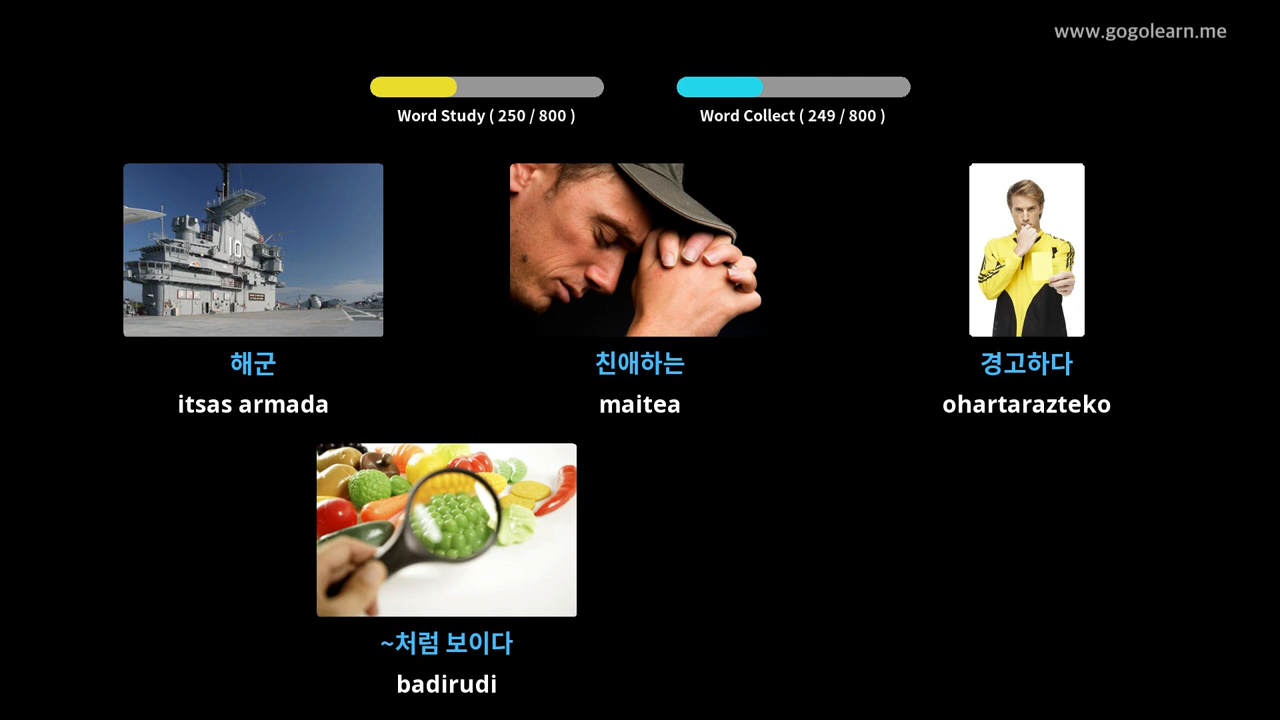 www.gogolearn.me
Word Study ( 250 / 800 )
Word Collect ( 249 / 800 )
10
해군
itsas armada
친애하는
maitea
경고하다
ohartarazteko
~처럼 보이다
badirudi